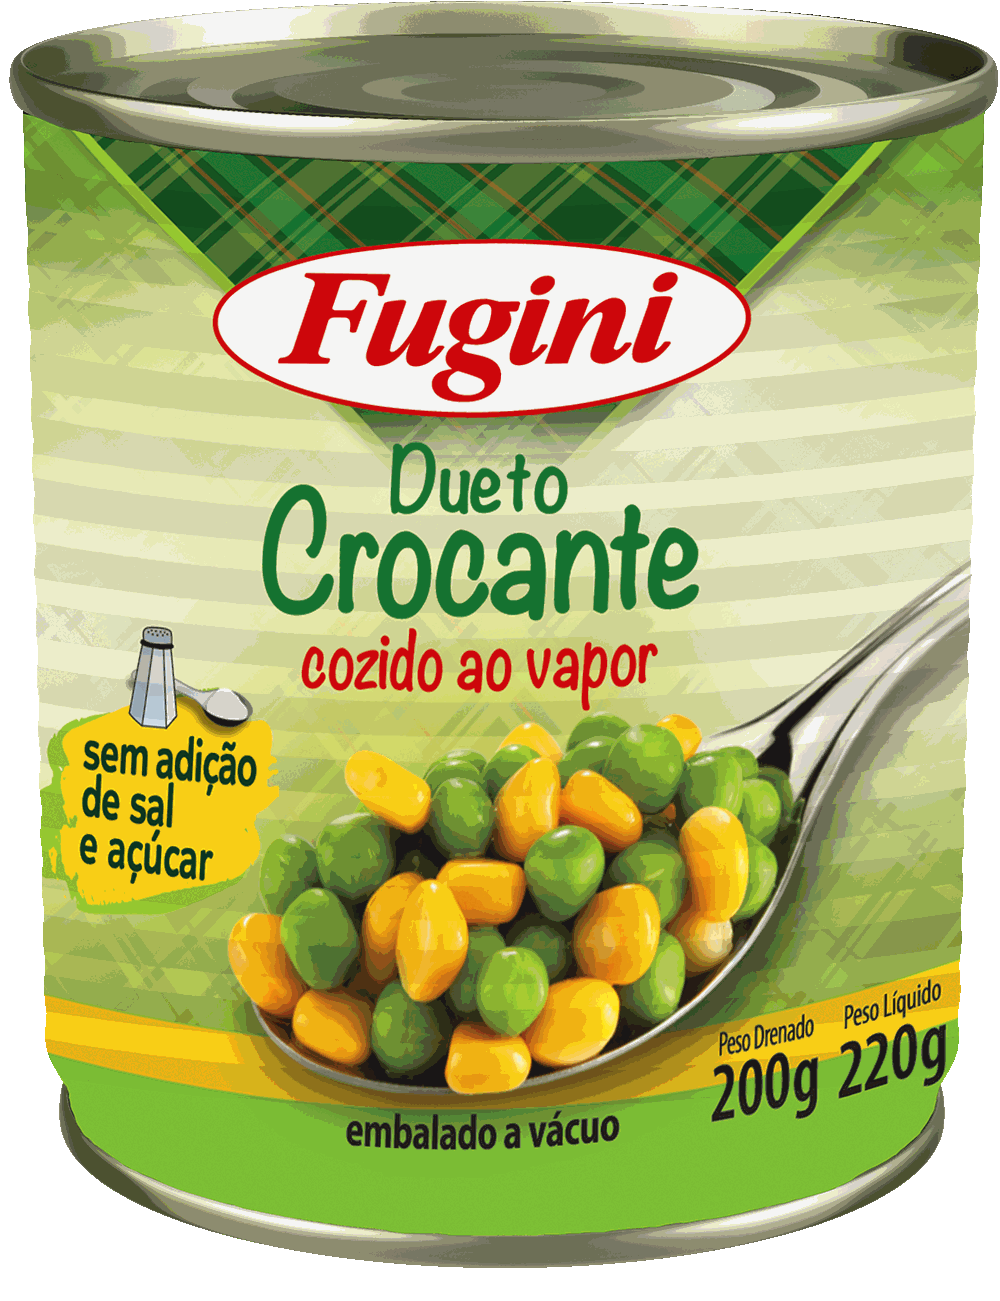 Fugini
Dueto
Crocante
cozido ao vapor
sem adição
de sal
e açúcar
Peso Drenado
200g
Peso Líquido
220g
embalado a vácuo